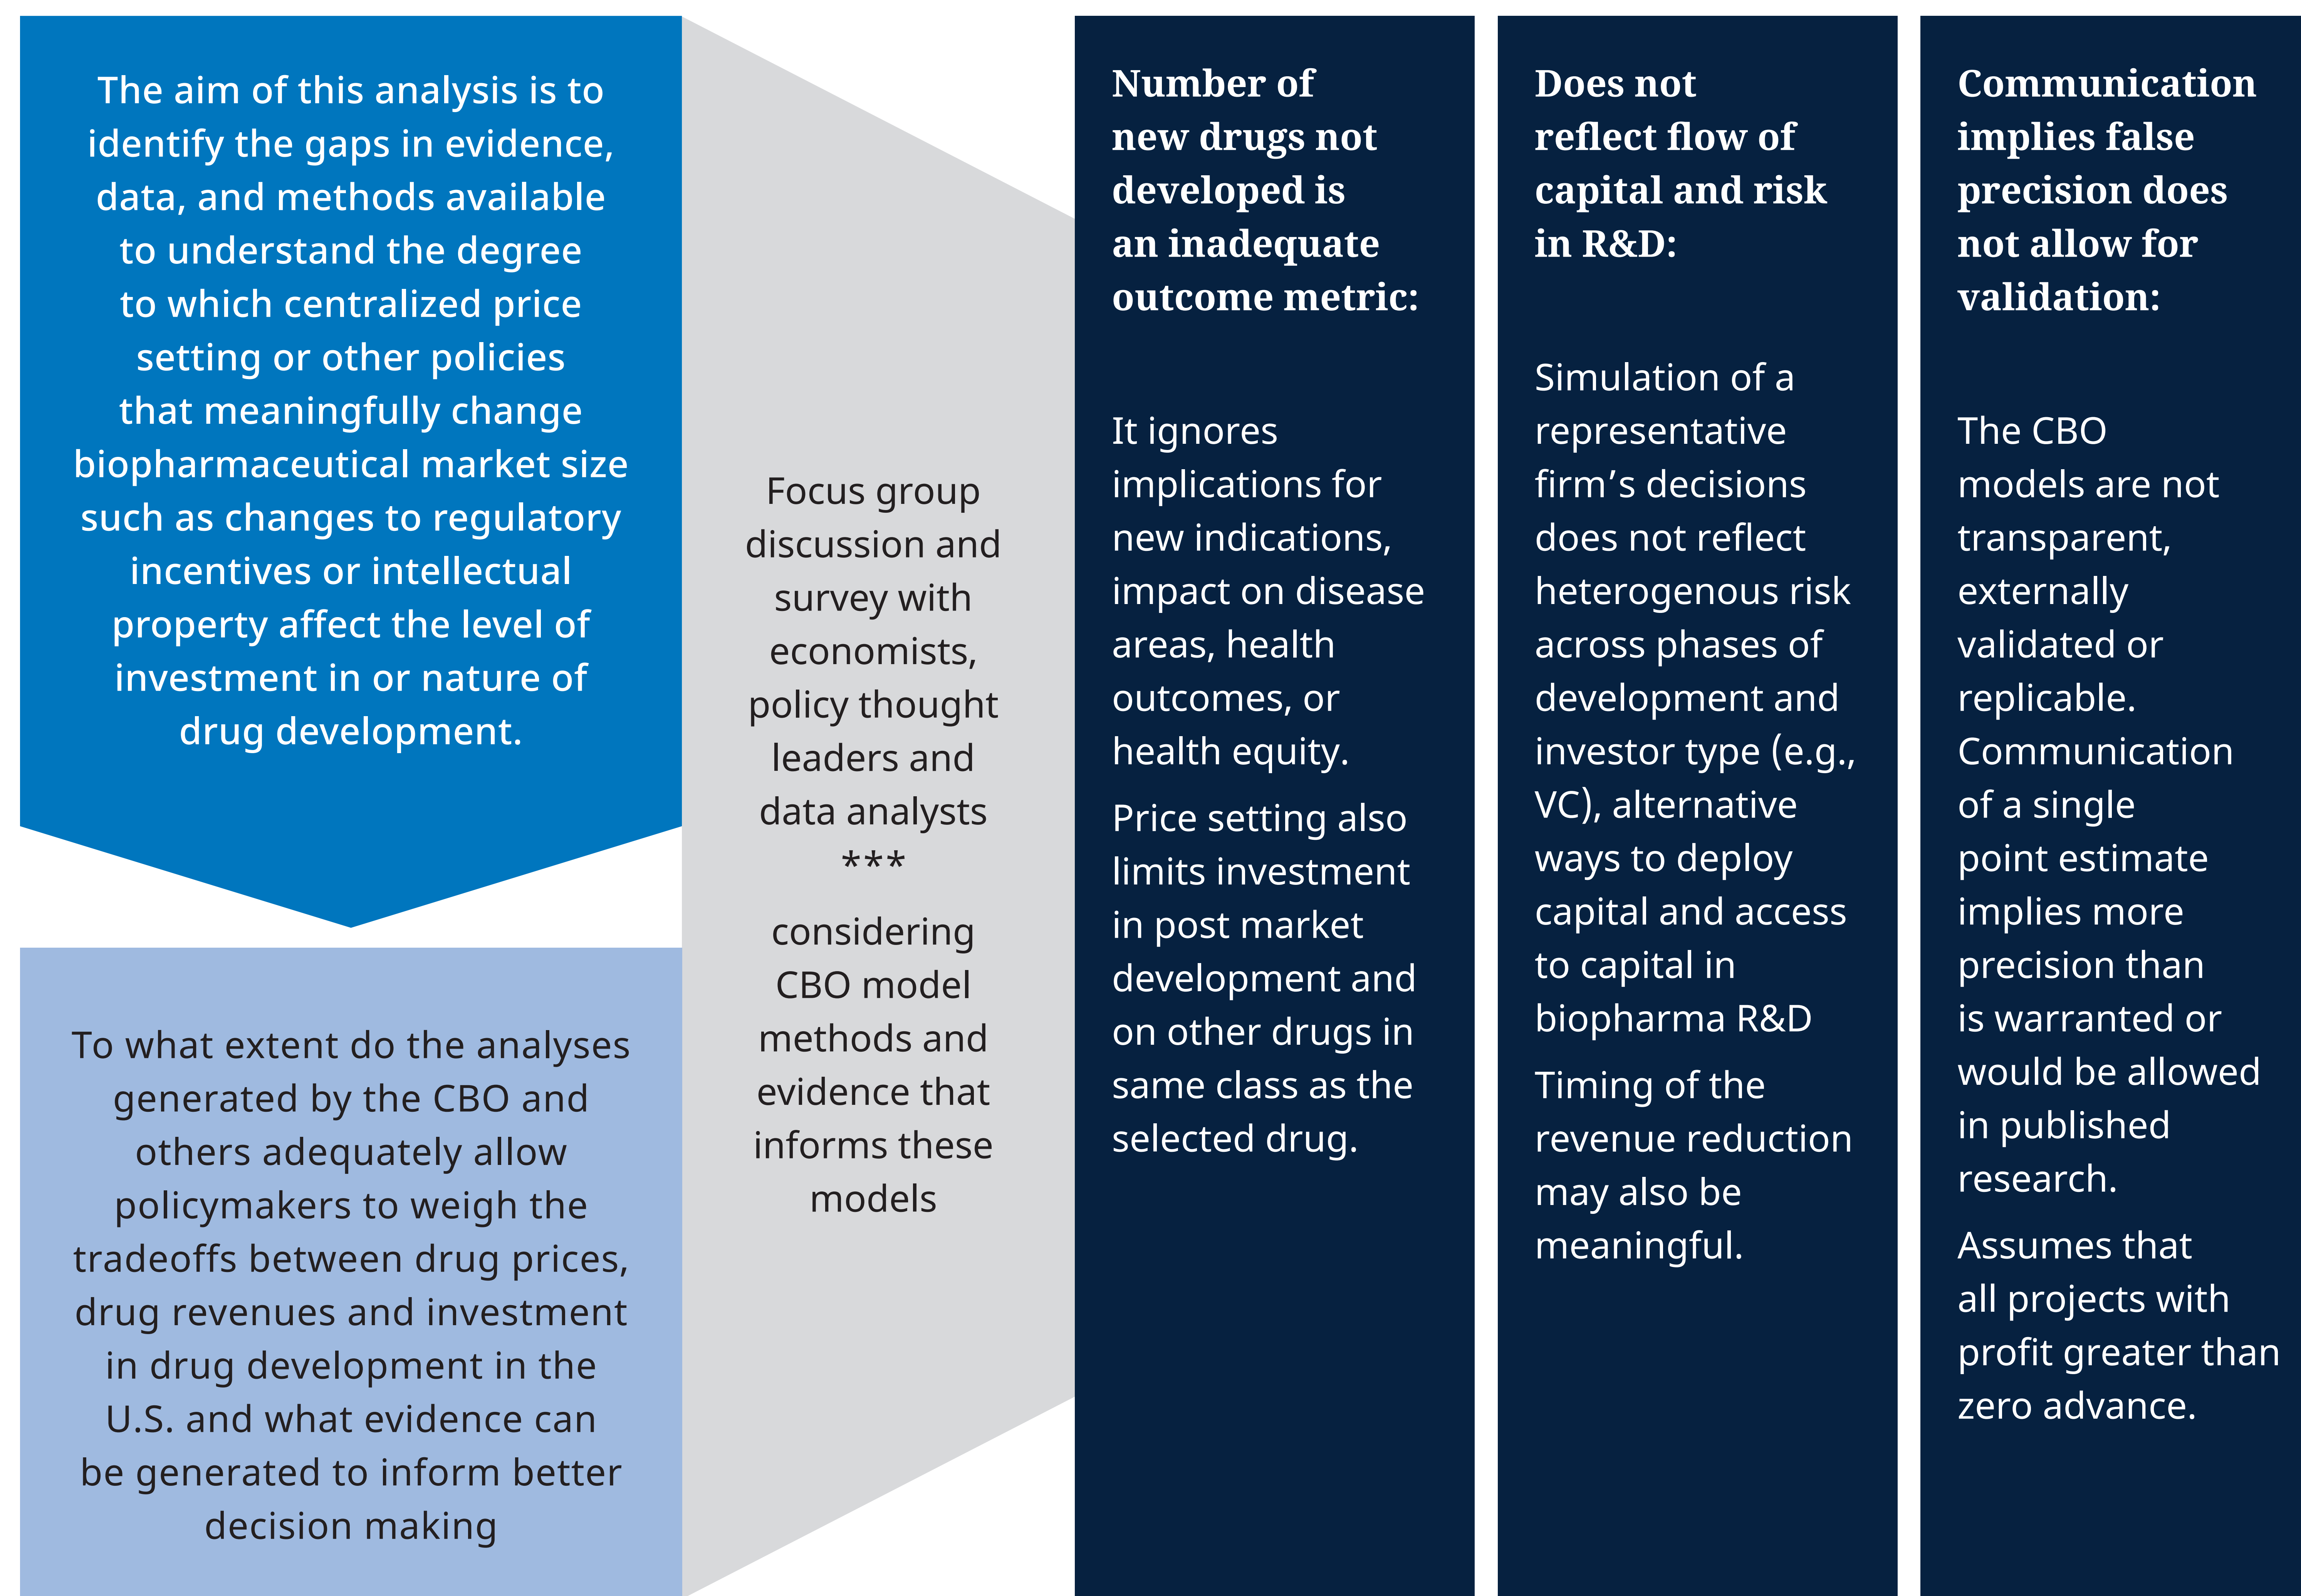 The aim of this analysis is to
identify the gaps in evidence,
data, and methods available
to understand the degree
to which centralized price
setting or other policies
that meaningfully change
biopharmaceutical market size
such as changes to regulatory
incentives or intellectual
property affect the level of
investment in or nature of
drug development.
To what extent do the analyses
generated by the CBO and
others adequately allow
policymakers to weigh the
tradeoffs between drug prices,
drug revenues and investment
in drug development in the
U.S. and what evidence can
be generated to inform better
decision making
Focus group
discussion and
survey with
economists,
policy thought
leaders and
data analysts
***
considering
CBO model
methods and
evidence that
informs these
models
Number of
new drugs not
developed is
an inadequate
outcome metric:
It ignores
implications for
new indications,
impact on disease
areas, health
outcomes, or
health equity.
Price setting also
limits investment
in post market
development and
on other drugs in
same class as the
selected drug.
Does not
reflect flow of
capital and risk
in R&D:
Simulation of a
representative
firm’s decisions
does not reflect
heterogenous risk
across phases of
development and
investor type (e.g.,
VC), alternative
ways to deploy
capital and access
to capital in
biopharma R&D
Timing of the
revenue reduction
may also be
meaningful.
Communication
implies false
precision does
not allow for
validation:
The CBO
models are not
transparent,
externally
validated or
replicable.
Communication
of a single
point estimate
implies more
precision than
is warranted or
would be allowed
in published
research.
Assumes that
all projects with
profit greater than
zero advance.